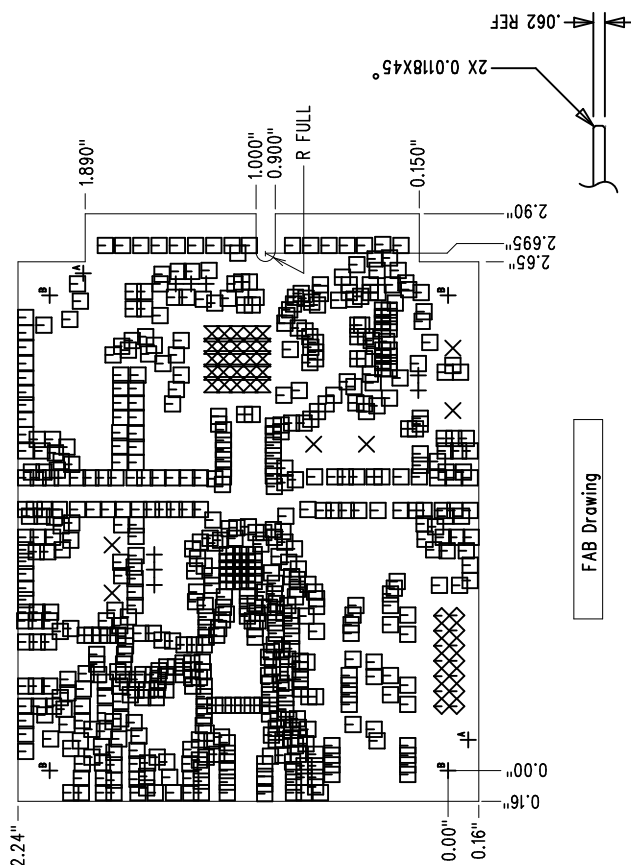 .062 REF
2X 0.0118X45°
1.890"
1.000"
0.900"
R FULL
0.150"
2.90"
2.695"
2.65"
A
B
B
FAB Drawing
A
B
B
0.00"
0.16"
2.24"
0.00"
0.16"